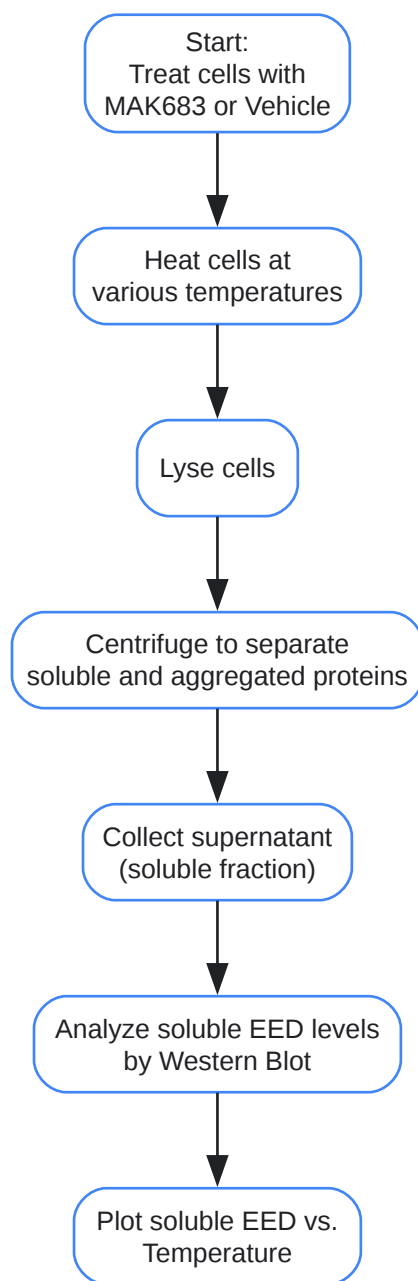 Start:
Treat cells with
MAK683 or Vehicle
Heat cells at
various temperatures
Lyse cells
Centrifuge to separate
soluble and aggregated proteins
Collect supernatant
(soluble fraction)
Analyze soluble EED levels
by Western Blot
Plot soluble EED vs.
Temperature